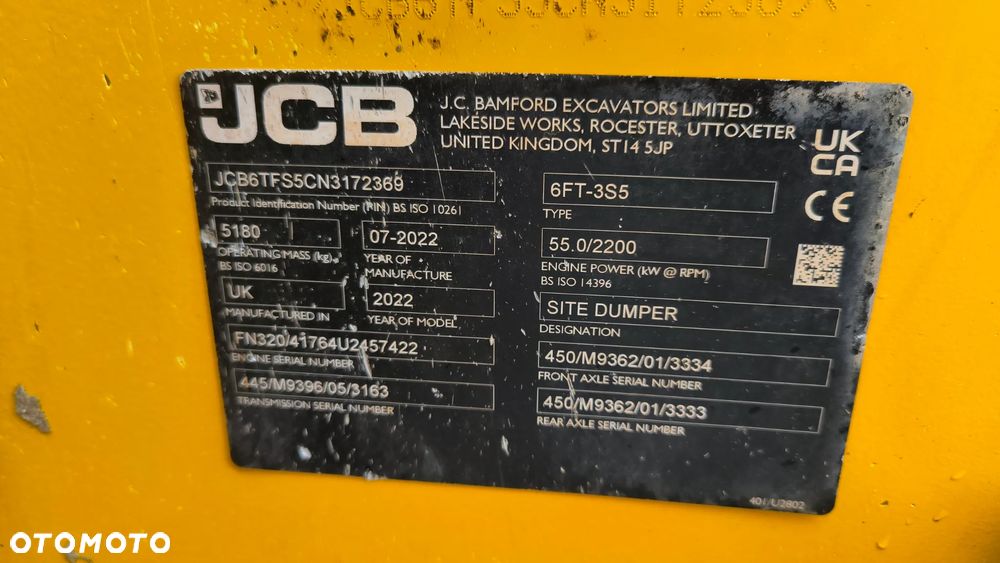 JCB
J.C. BAMFORD EXCAVATORS LIMITED
LAKESIDE WORKS, ROCESTER, UTTOXETER
UNITED KINGDOM, ST14 5JP
UK
CA
CE
JCB6TFS5CN3172369
Product Identification Number (PIN) BS ISO 10261
6FT-3S5
TYPE
5180
OPERATING MASS (kg)
BS ISO 6016
07-2022
YEAR OF
MANUFACTURE
55.0/2200
ENGINE POWER (kW @ RPM)
BS ISO 14396
UK
MANUFACTURED IN
2022
YEAR OF MODEL
SITE DUMPER
DESIGNATION
FN320/41764U2457422
ENGINE SERIAL NUMBER
450/M9362/01/3334
FRONT AXLE SERIAL NUMBER
445/M9396/05/3163
TRANSMISSION SERIAL NUMBER
450/M9362/01/3333
REAR AXLE SERIAL NUMBER
401/U2802
OTOMOTO